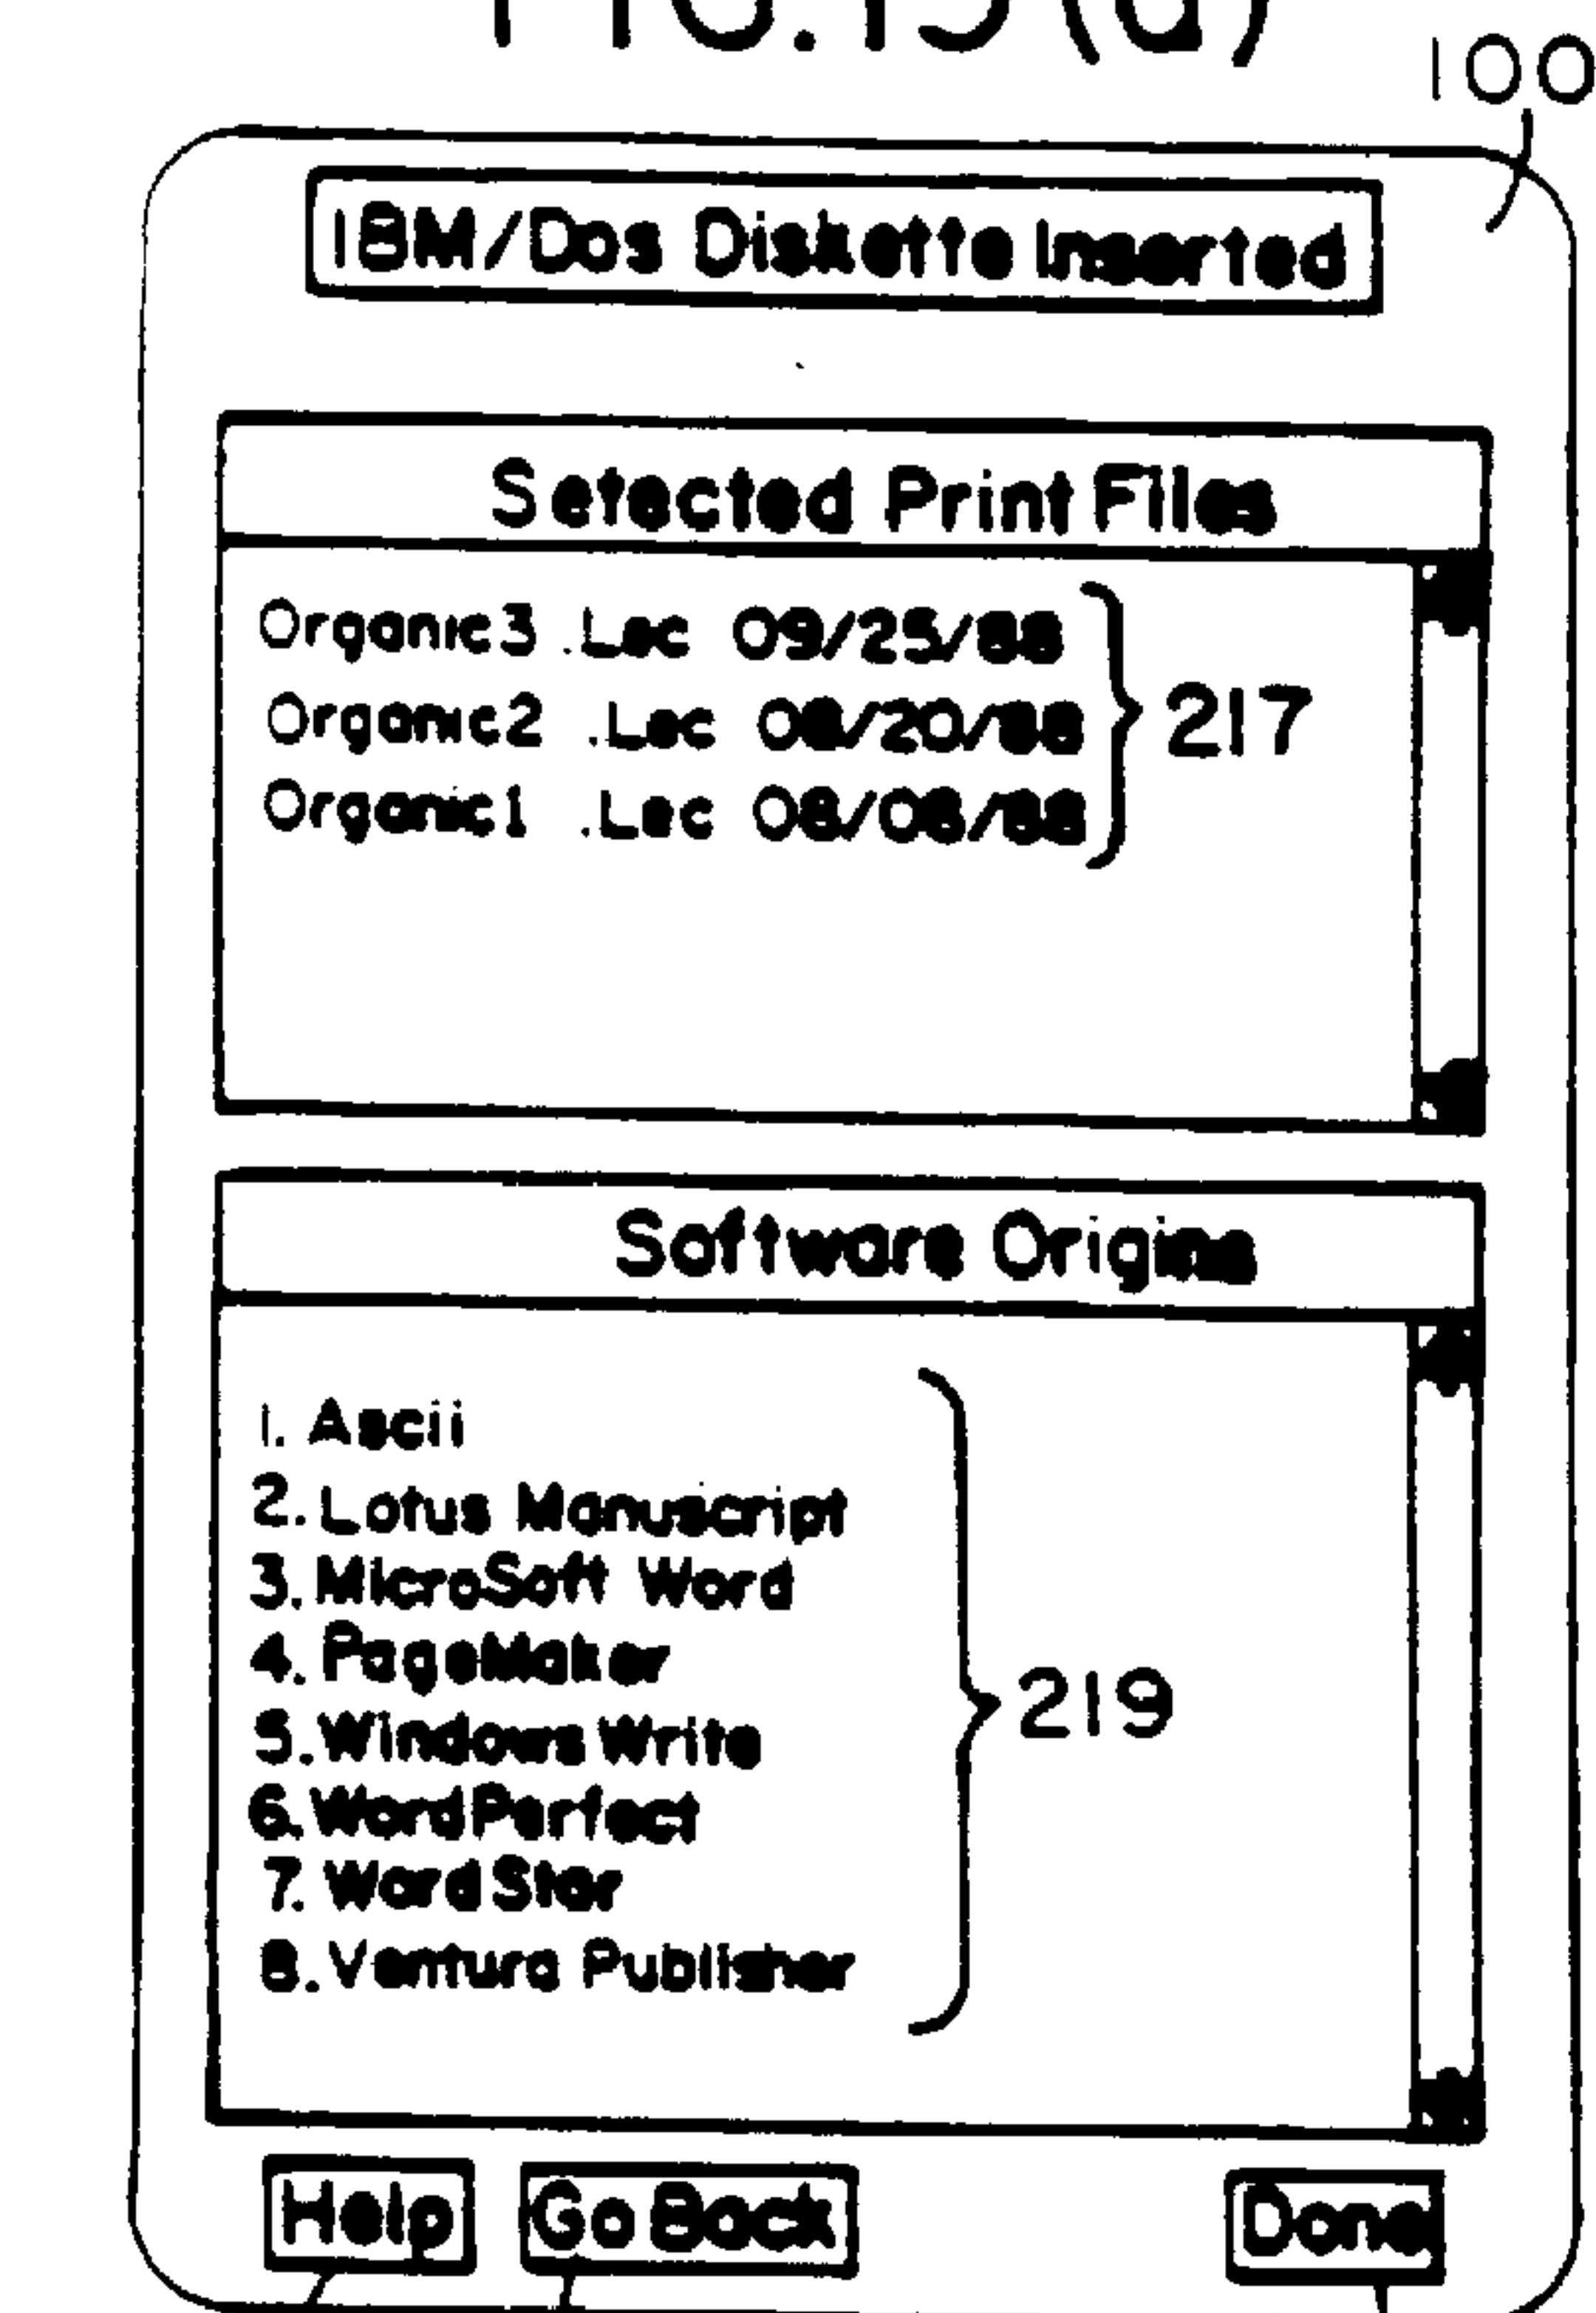 FIG.15(a)
100
IBM/Dos Diskette Inserted
Selected Print Files
Organic3 .Lec 09/25/88
Organic2 .Lec 08/20/88
Organic1 .Lec 08/08/88
217
Software Origins
1. Ascii
2. Lotus Manuscript
3. MicroSoft Word
4. PageMaker
5. Windows Write
6. WordPerfect
7. WordStar
8. Ventura Publisher
219
Help Go Back Done